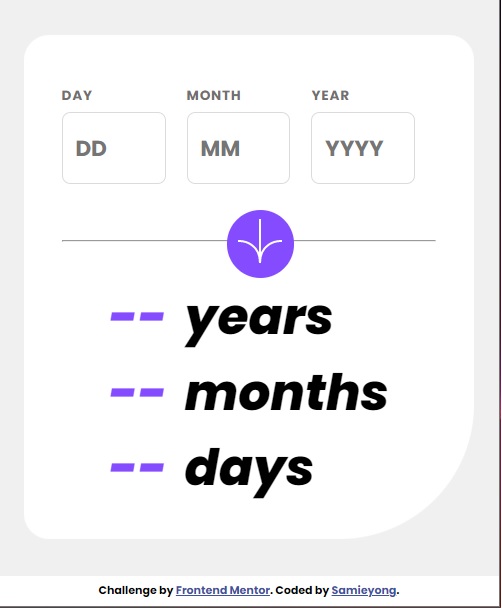 DAY MONTH YEAR
DD MM YYYY
-- years
-- months
-- days
Challenge by Frontend Mentor. Coded by Samieyong.